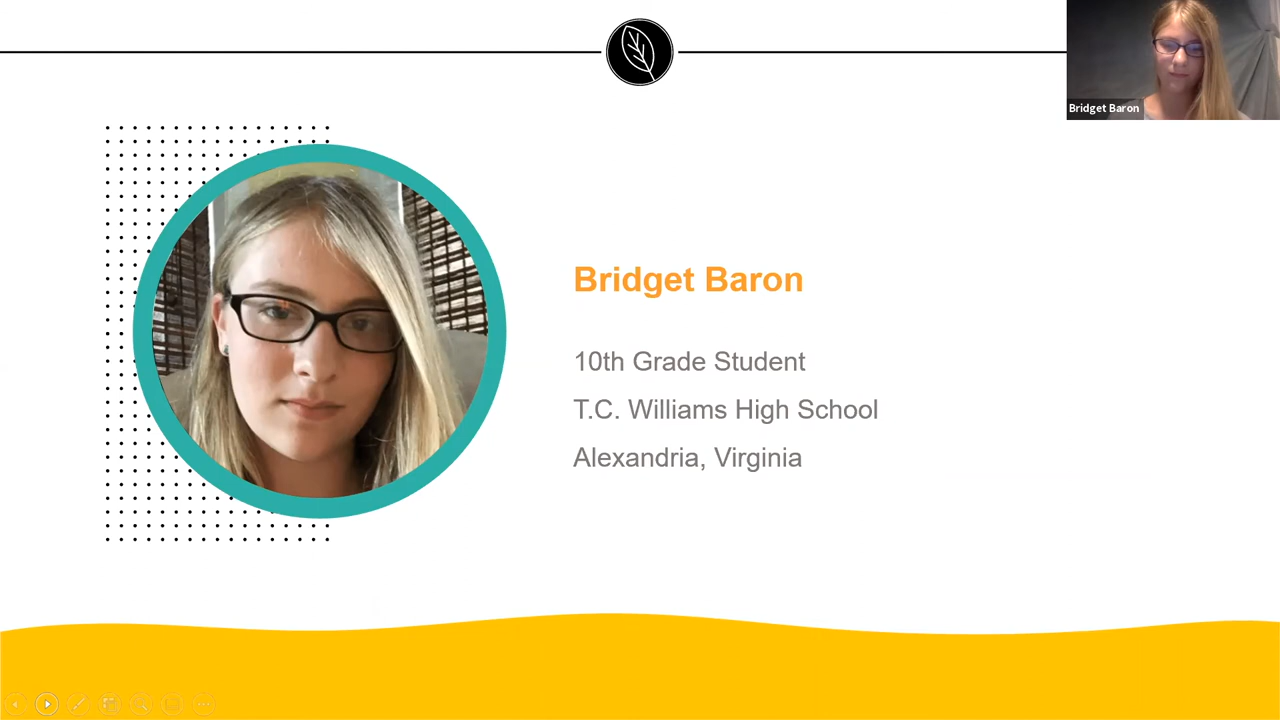 Bridget Baron
Bridget Baron
10th Grade Student
T.C. Williams High School
Alexandria, Virginia